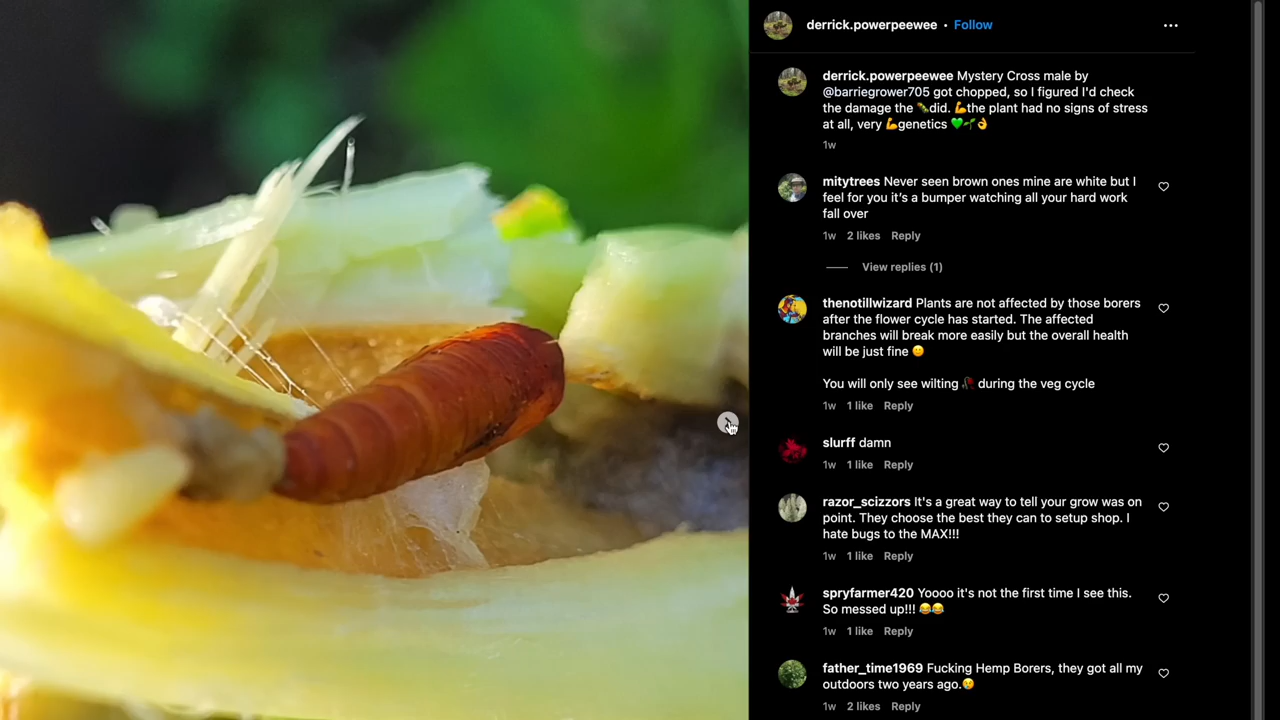 derrick.powerpeewee • Follow
derrick.powerpeewee Mystery Cross male by
@barriegrower705 got chopped, so I figured I'd check
the damage the 🐛did. 💪the plant had no signs of stress
at all, very 💪genetics 💚🌱👌
1w
mitytrees Never seen brown ones mine are white but I
feel for you it's a bumper watching all your hard work
fall over
1w 2 likes Reply
View replies (1)
thenotillwizard Plants are not affected by those borers
after the flower cycle has started. The affected
branches will break more easily but the overall health
will be just fine 🙂
You will only see wilting 🥀 during the veg cycle
1w 1 like Reply
slurff damn
1w 1 like Reply
razor_scizzors It's a great way to tell your grow was on
point. They choose the best they can to setup shop. I
hate bugs to the MAX!!!
1w 1 like Reply
spryfarmer420 Yoooo it's not the first time I see this.
So messed up!!! 😂😂
1w 1 like Reply
father_time1969 Fucking Hemp Borers, they got all my
outdoors two years ago.😢
1w 2 likes Reply